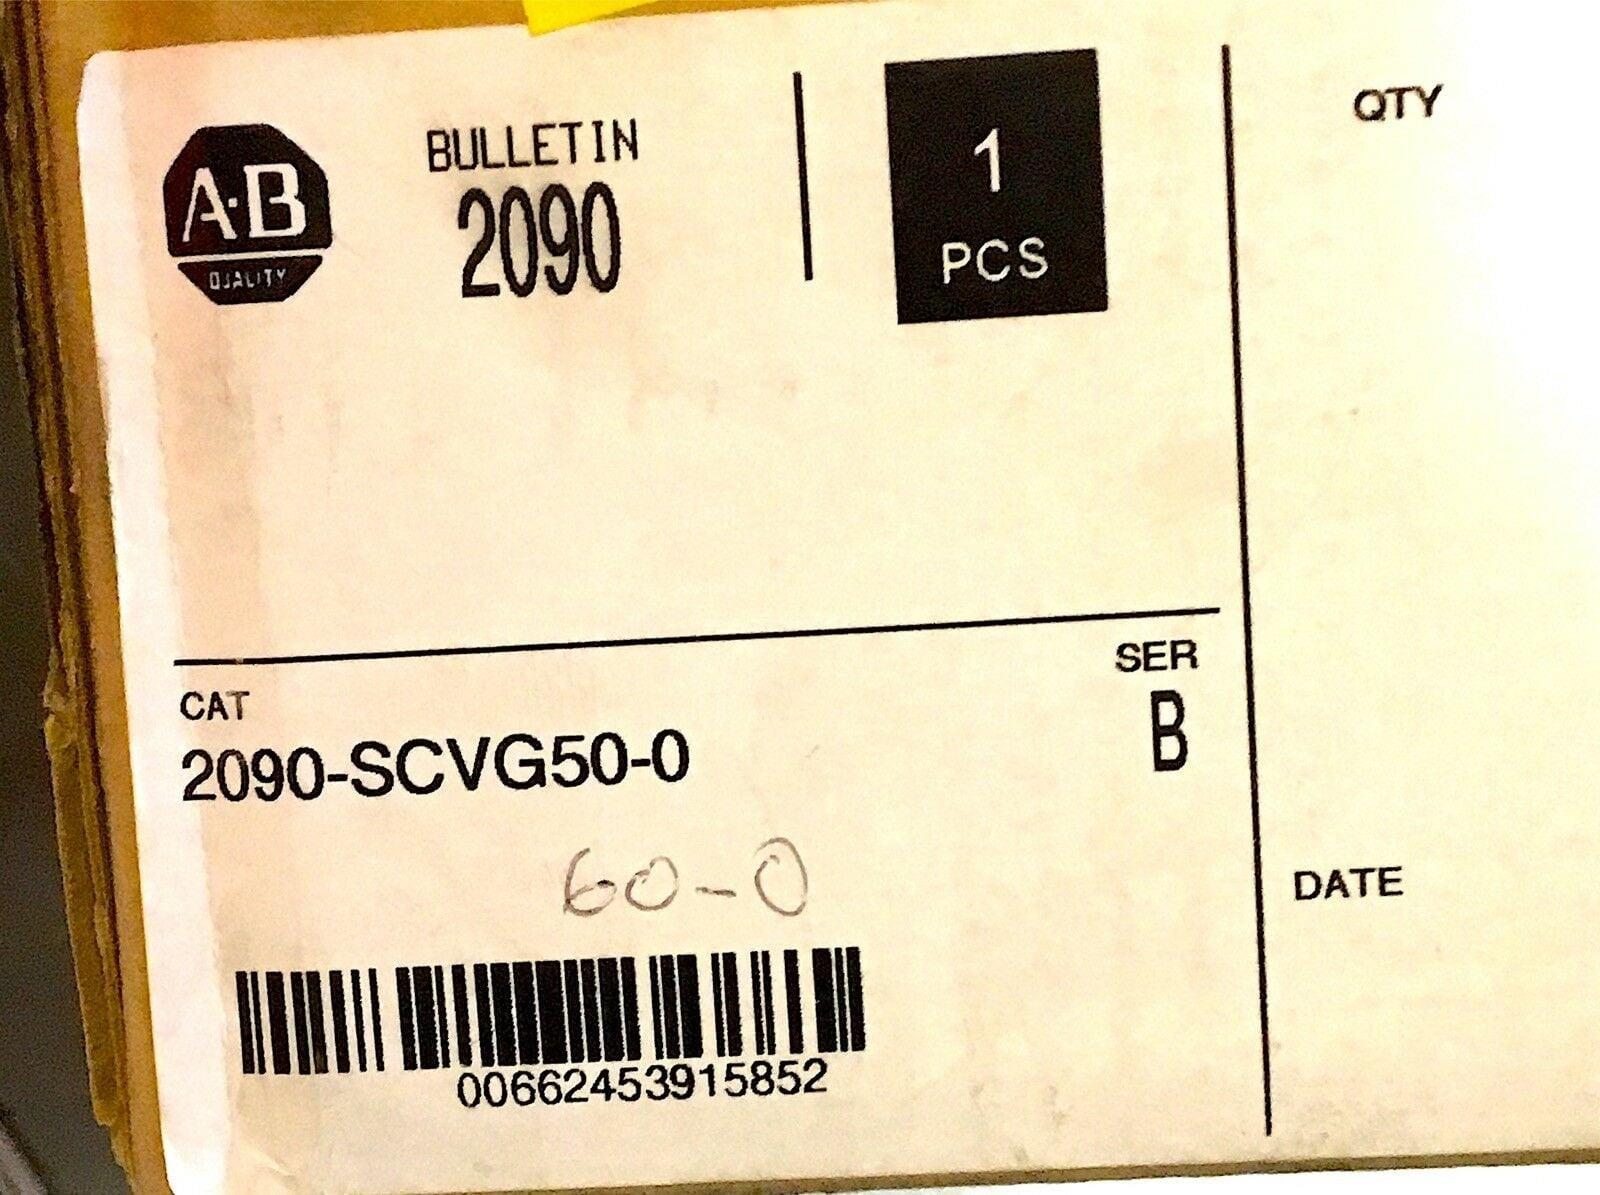 A-B
QUALITY
BULLETIN
2090
1
PCS
QTY
CAT
2090-SCVG50-0
SER
B
60-0
DATE
00662453915852